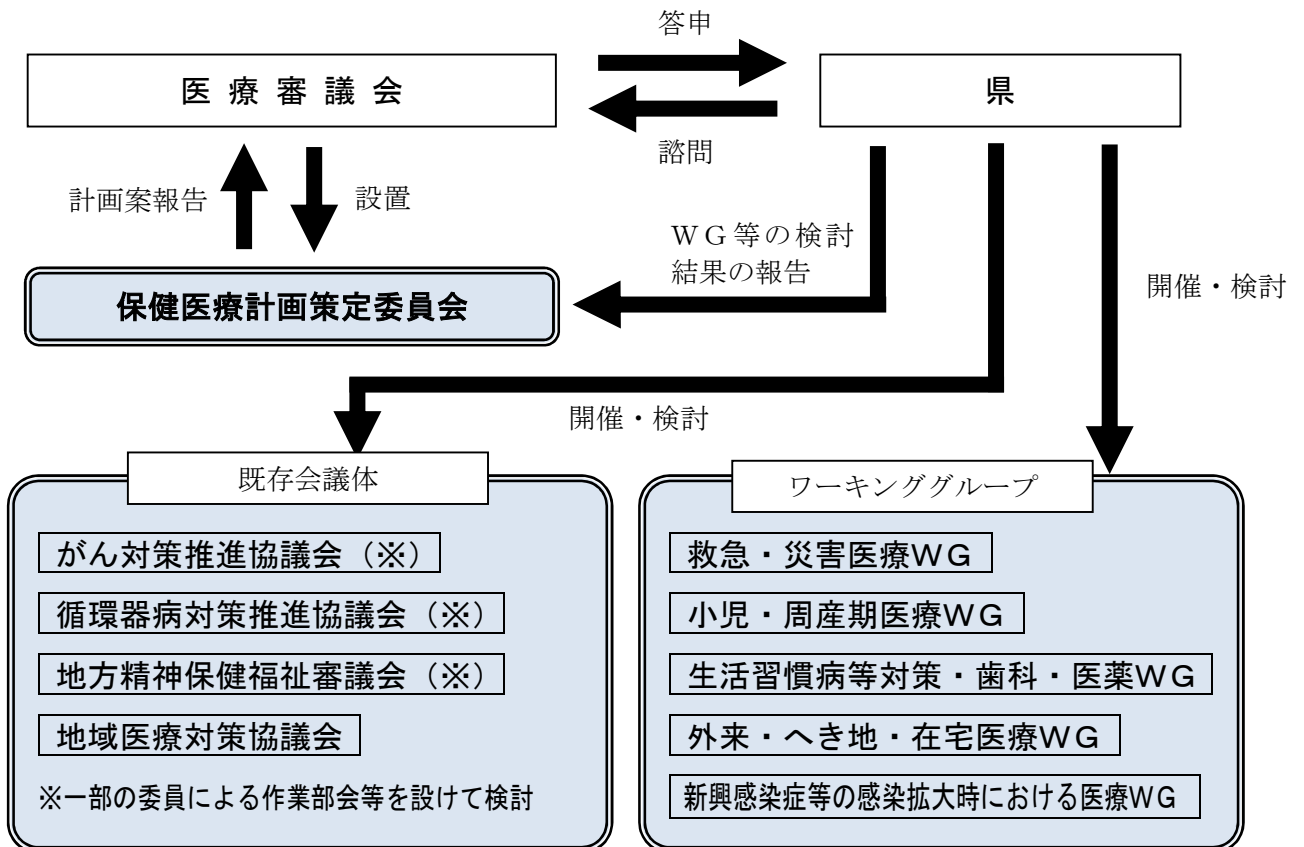 答申
医 療 審 議 会
県
諮問
計画案報告
設置
ＷＧ等の検討
結果の報告
開催・検討
保健医療計画策定委員会
開催・検討
既存会議体
がん対策推進協議会（※）
循環器病対策推進協議会（※）
地方精神保健福祉審議会（※）
地域医療対策協議会
※一部の委員による作業部会等を設けて検討
ワーキンググループ
救急・災害医療ＷＧ
小児・周産期医療ＷＧ
生活習慣病等対策・歯科・医薬ＷＧ
外来・へき地・在宅医療ＷＧ
新興感染症等の感染拡大時における医療ＷＧ